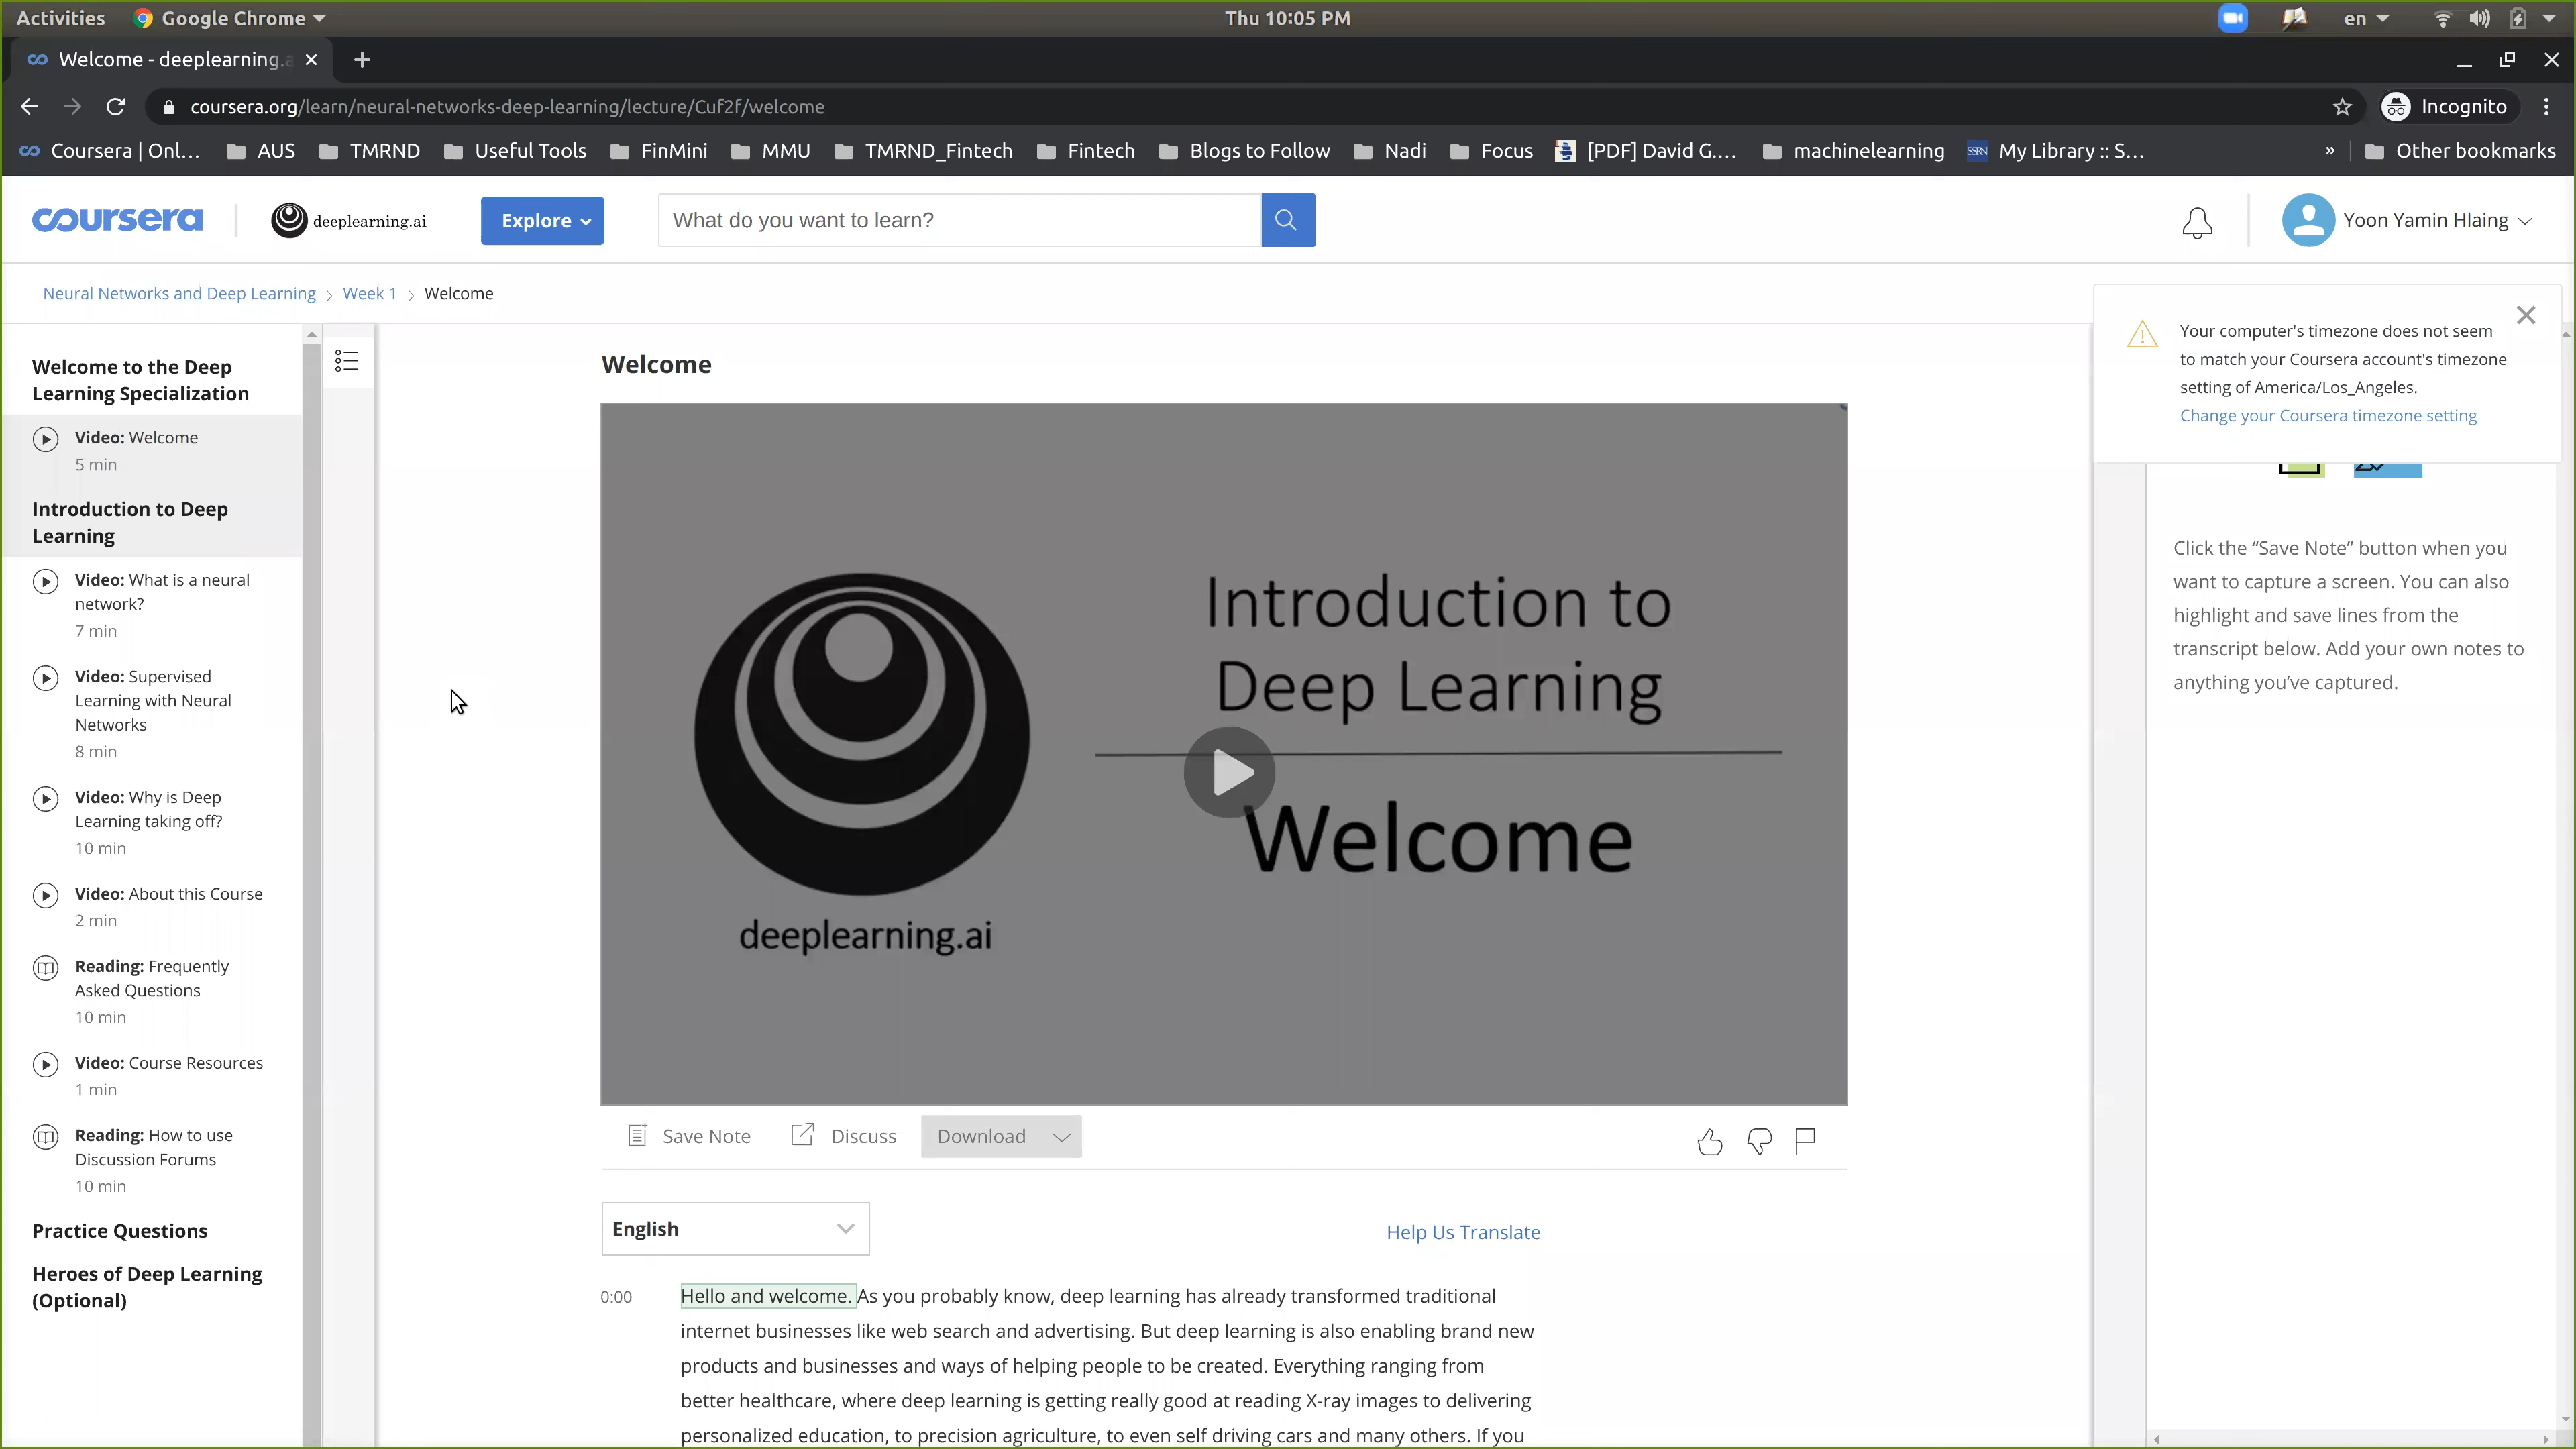 Activities Google Chrome Thu 10:05 PM en
Welcome - deeplearning.a
coursera.org/learn/neural-networks-deep-learning/lecture/Cuf2f/welcome Incognito
Coursera | Onl... AUS TMRND Useful Tools FinMini MMU TMRND_Fintech Fintech Blogs to Follow Nadi Focus [PDF] David G.... machinelearning SSRN My Library :: S... » Other bookmarks
coursera deeplearning.ai Explore What do you want to learn? Yoon Yamin Hlaing
Neural Networks and Deep Learning > Week 1 > Welcome
Your computer's timezone does not seem
to match your Coursera account's timezone
setting of America/Los_Angeles.
Change your Coursera timezone setting
Welcome to the Deep
Learning Specialization
Video: Welcome
5 min
Introduction to Deep
Learning
Video: What is a neural
network?
7 min
Video: Supervised
Learning with Neural
Networks
8 min
Video: Why is Deep
Learning taking off?
10 min
Video: About this Course
2 min
Reading: Frequently
Asked Questions
10 min
Video: Course Resources
1 min
Reading: How to use
Discussion Forums
10 min
Practice Questions
Heroes of Deep Learning
(Optional)
Welcome
Introduction to
Deep Learning
Welcome
deeplearning.ai
Save Note Discuss Download
English Help Us Translate
0:00 Hello and welcome. As you probably know, deep learning has already transformed traditional
internet businesses like web search and advertising. But deep learning is also enabling brand new
products and businesses and ways of helping people to be created. Everything ranging from
better healthcare, where deep learning is getting really good at reading X-ray images to delivering
personalized education, to precision agriculture, to even self driving cars and many others. If you
Click the “Save Note” button when you
want to capture a screen. You can also
highlight and save lines from the
transcript below. Add your own notes to
anything you’ve captured.